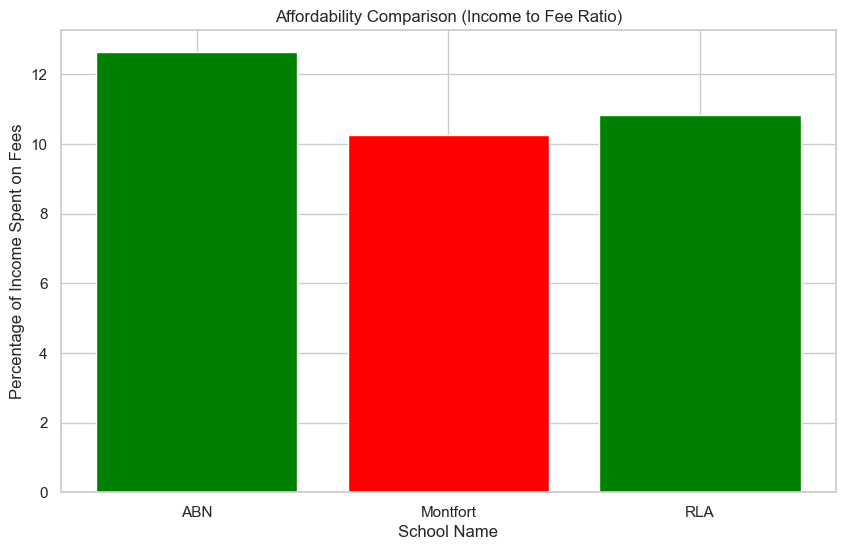 Affordability Comparison (Income to Fee Ratio)
Percentage of Income Spent on Fees
12
10
8
6
4
2
0
ABN
Montfort
RLA
School Name